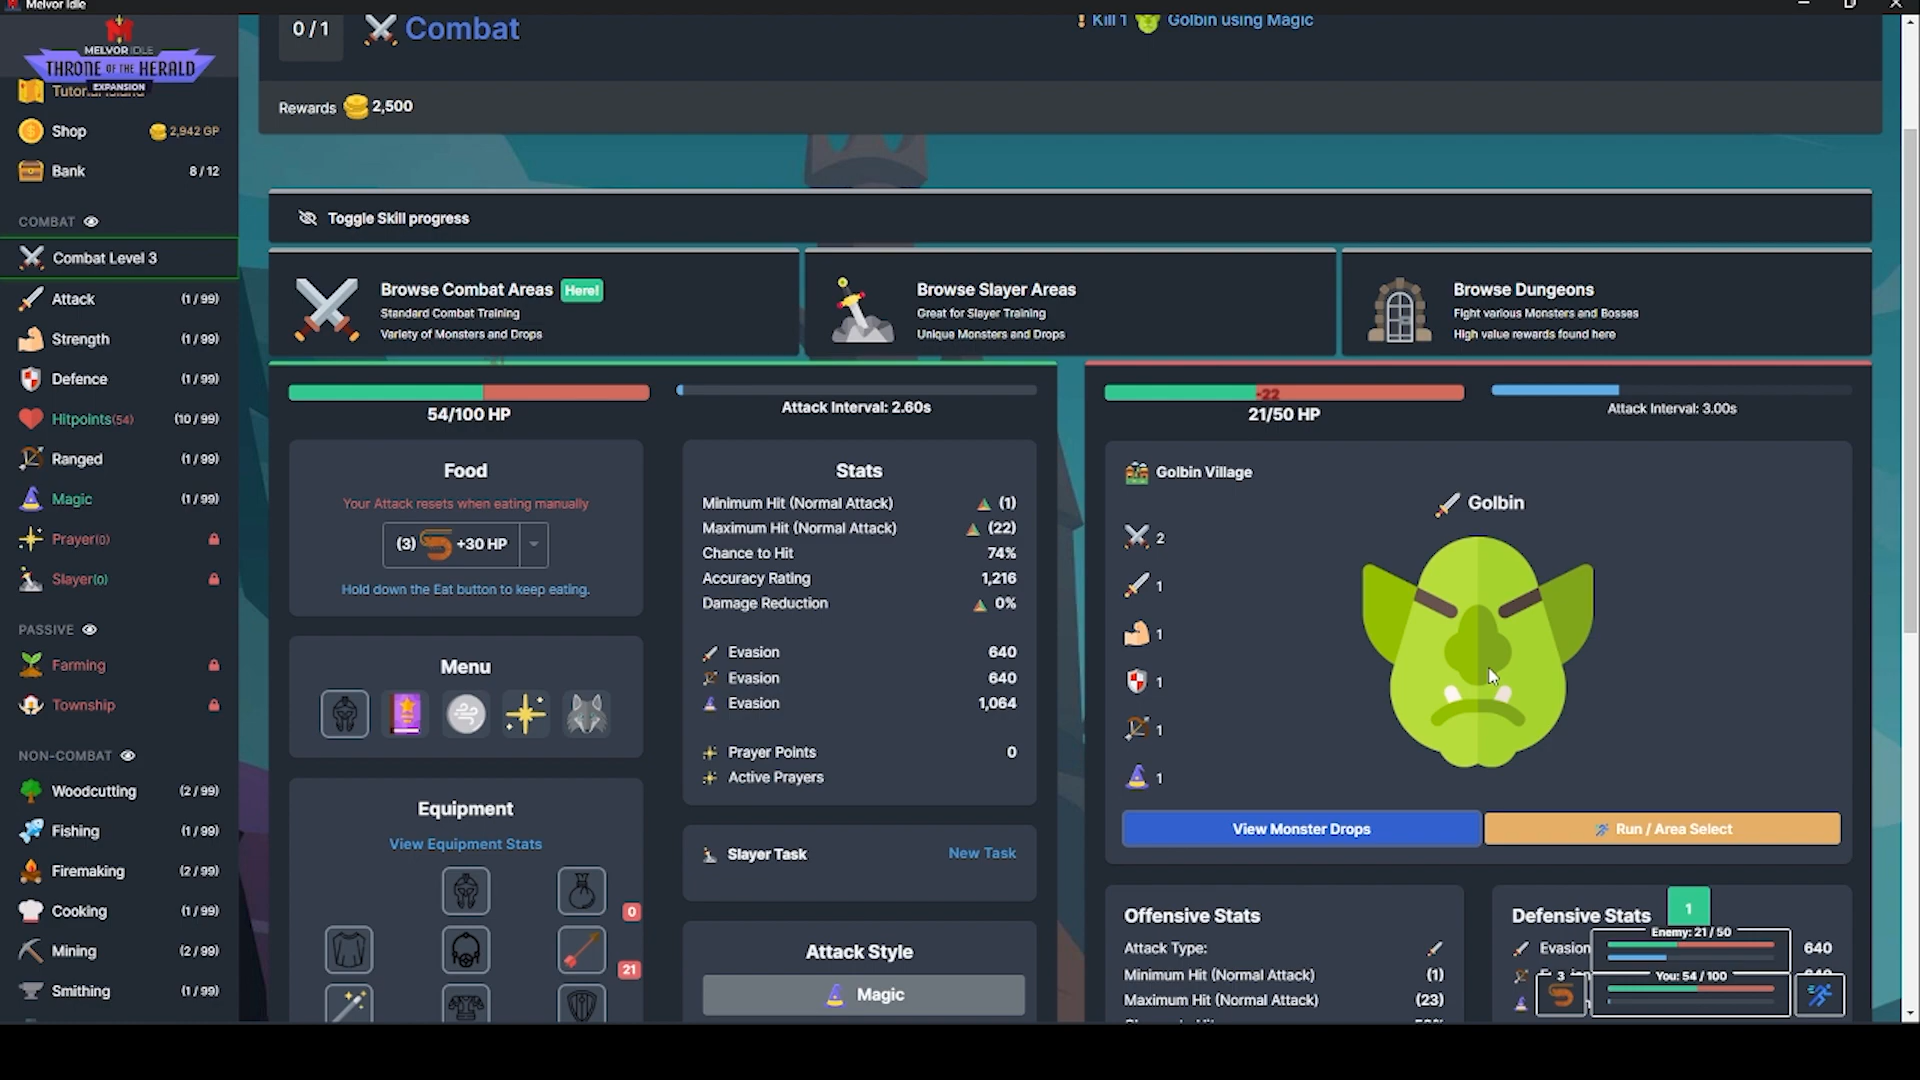 Melvor Idle
MELVOR IDLE
THRONE OF THE HERALD
EXPANSION
Shop 2,942 GP
Bank 8 / 12
COMBAT
Combat Level 3
Attack (1 / 99)
Strength (1 / 99)
Defence (1 / 99)
Hitpoints(54) (10 / 99)
Ranged (1 / 99)
Magic (1 / 99)
Prayer(0)
Slayer(0)
PASSIVE
Farming
Township
NON-COMBAT
Woodcutting (2 / 99)
Fishing (1 / 99)
Firemaking (2 / 99)
Cooking (1 / 99)
Mining (2 / 99)
Smithing (1 / 99)
0 / 1 Combat
Kill 1 Golbin using Magic
Rewards 2,500
Toggle Skill progress
Browse Combat Areas Here!
Standard Combat Training
Variety of Monsters and Drops
Browse Slayer Areas
Great for Slayer Training
Unique Monsters and Drops
Browse Dungeons
Fight various Monsters and Bosses
High value rewards found here
54/100 HP
Attack Interval: 2.60s
Food
Your Attack resets when eating manually
(3) +30 HP
Hold down the Eat button to keep eating.
Menu
Equipment
View Equipment Stats
0
21
Stats
Minimum Hit (Normal Attack) (1)
Maximum Hit (Normal Attack) (22)
Chance to Hit 74%
Accuracy Rating 1,216
Damage Reduction 0%
Evasion 640
Evasion 640
Evasion 1,064
Prayer Points 0
Active Prayers
Slayer Task New Task
Attack Style
Magic
-22
21/50 HP
Attack Interval: 3.00s
Golbin Village
Golbin
2
1
1
1
1
1
View Monster Drops
Run / Area Select
Offensive Stats
Attack Type:
Minimum Hit (Normal Attack) (1)
Maximum Hit (Normal Attack) (23)
Defensive Stats
1
Evasion 640
Enemy: 21 / 50
You: 54 / 100
3